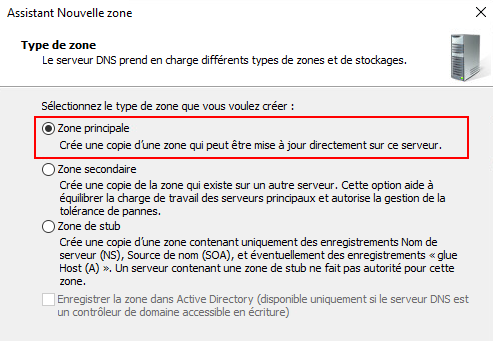 Assistant Nouvelle zone
Type de zone
Le serveur DNS prend en charge différents types de zones et de stockages.
Sélectionnez le type de zone que vous voulez créer :
Zone principale
Crée une copie d'une zone qui peut être mise à jour directement sur ce serveur.
Zone secondaire
Crée une copie de la zone qui existe sur un autre serveur. Cette option aide à
équilibrer la charge de travail des serveurs principaux et autorise la gestion de la
tolérance de pannes.
Zone de stub
Crée une copie d'une zone contenant uniquement des enregistrements Nom de
serveur (NS), Source de nom (SOA), et éventuellement des enregistrements « glue
Host (A) ». Un serveur contenant une zone de stub ne fait pas autorité pour cette
zone.
Enregistrer la zone dans Active Directory (disponible uniquement si le serveur DNS est
un contrôleur de domaine accessible en écriture)